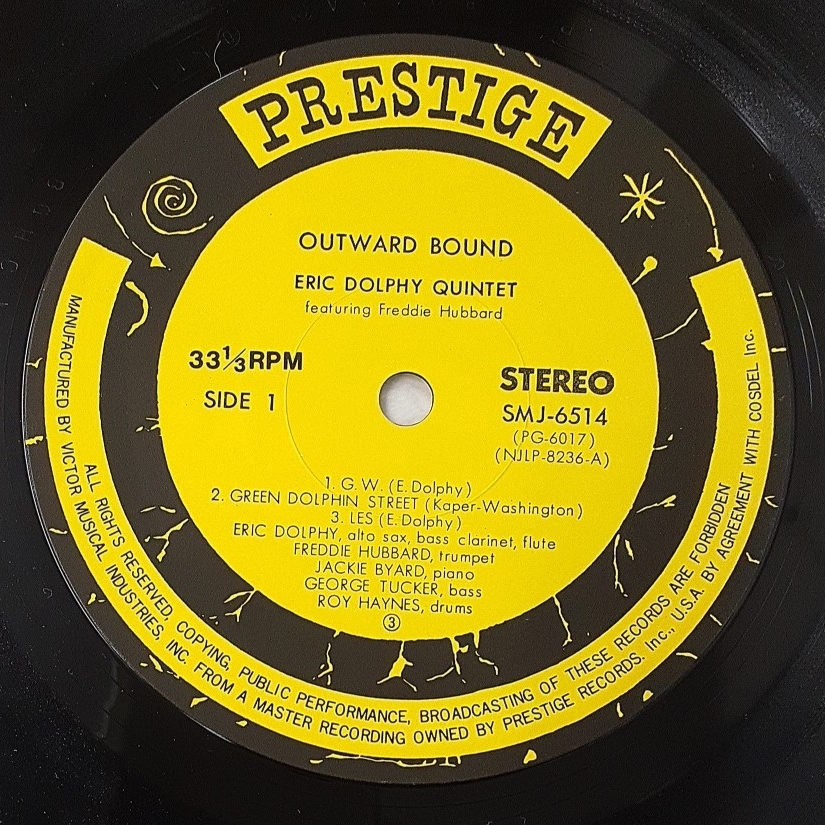 PRESTIGE
OUTWARD BOUND
ERIC DOLPHY QUINTET
featuring Freddie Hubbard
33⅓RPM
SIDE 1
STEREO
SMJ-6514
(PG-6017)
(NJLP-8236-A)
1. G. W. (E. Dolphy)
2. GREEN DOLPHIN STREET (Kaper-Washington)
3. LES (E. Dolphy)
ERIC DOLPHY, alto sax, bass clarinet, flute
FREDDIE HUBBARD, trumpet
JACKIE BYARD, piano
GEORGE TUCKER, bass
ROY HAYNES, drums
③
ALL RIGHTS RESERVED, COPYING, PUBLIC PERFORMANCE, BROADCASTING OF THESE RECORDS ARE FORBIDDEN
MANUFACTURED BY VICTOR MUSICAL INDUSTRIES, INC. FROM A MASTER RECORDING OWNED BY PRESTIGE RECORDS. Inc., U.S.A. BY AGREEMENT WITH COSDEL Inc.